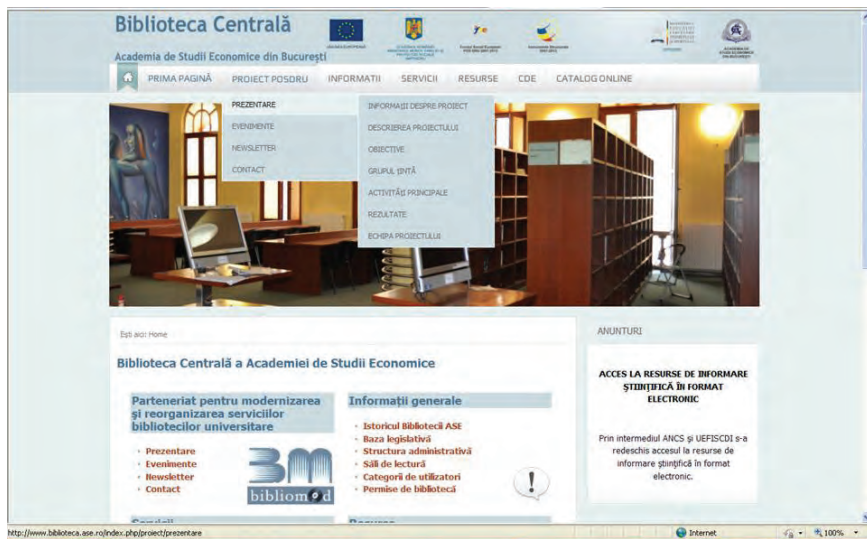 Biblioteca Centrală
Academia de Studii Economice din București
PRIMA PAGINĂ PROIECT POSDRU INFORMATII SERVICII RESURSE CDE CATALOG ONLINE
PREZENTARE
EVENIMENTE
NEWSLETTER
CONTACT
INFORMAȚII DESPRE PROIECT
DESCRIEREA PROIECTULUI
OBIECTIVE
GRUPUL ȚINTĂ
ACTIVITĂȚI PRINCIPALE
REZULTATE
ECHIPA PROIECTULUI
Ești aici: Home
Biblioteca Centrală a Academiei de Studii Economice
Parteneriat pentru modernizarea
și reorganizarea serviciilor
bibliotecilor universitare
Prezentare
Evenimente
Newsletter
Contact
bibliomod
Informații generale
Istoricul Bibliotecii ASE
Baza legislativă
Structura administrativă
Săli de lectură
Categorii de utilizatori
Permise de bibliotecă
Servicii
Resurse
ANUNTURI
ACCES LA RESURSE DE INFORMARE
ȘTIINȚIFICĂ ÎN FORMAT
ELECTRONIC
Prin intermediul ANCS și UEFISCDI s-a
redeschis accesul la resurse de
informare științifică în format
electronic.
http://www.biblioteca.ase.ro/index.php/proiect/prezentare
Internet
100%